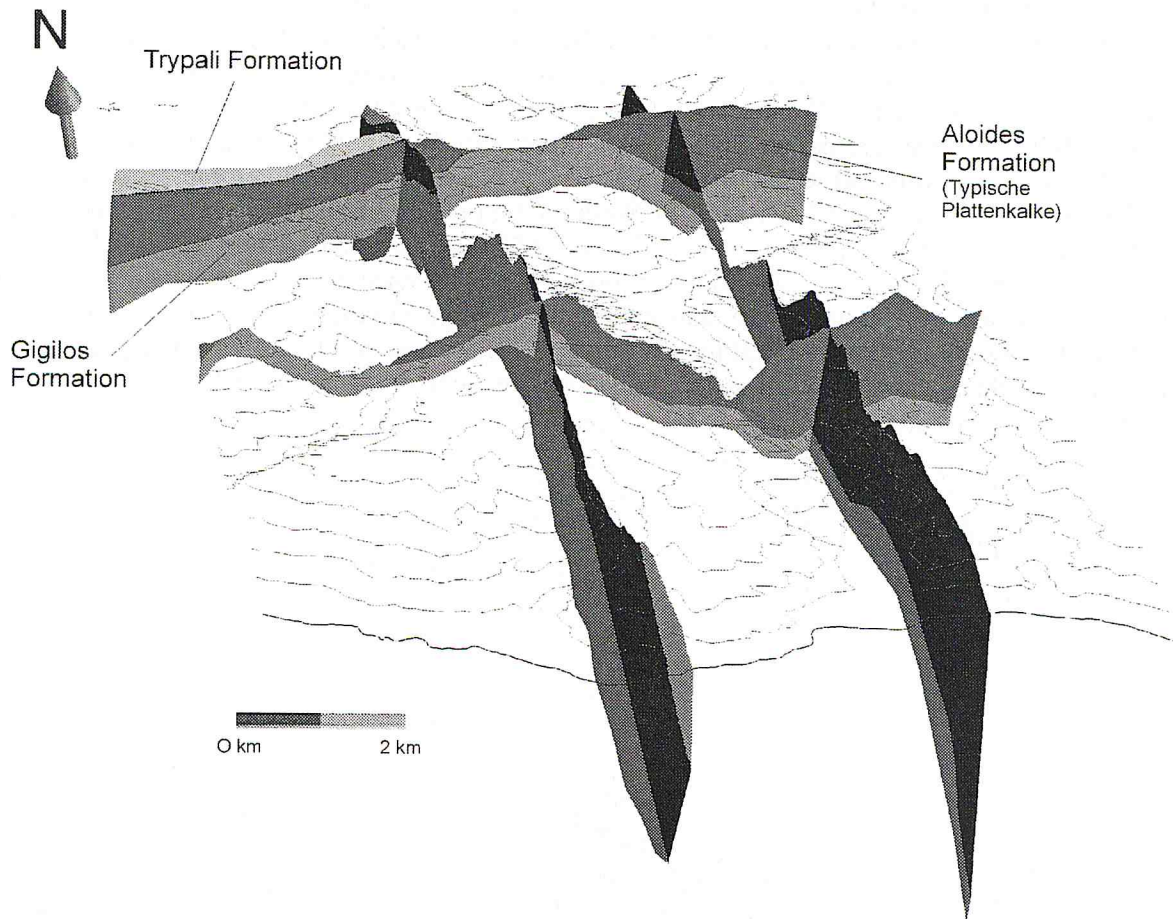 N
Trypali Formation
Aloides
Formation
(Typische
Plattenkalke)
Gigilos
Formation
O km 2 km